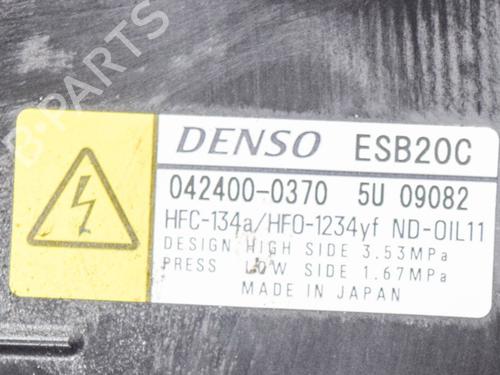 B-PARTS
DENSO ESB20C
042400-0370 5U 09082
HFC-134a/HFO-1234yf ND-OIL11
DESIGN HIGH SIDE 3.53MPa
PRESS LOW SIDE 1.67MPa
MADE IN JAPAN